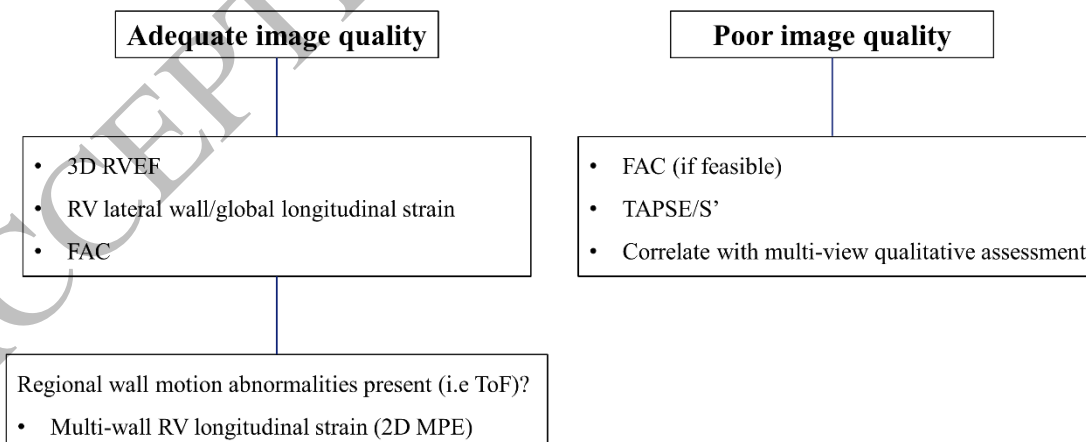 Adequate image quality
• 3D RVEF
• RV lateral wall/global longitudinal strain
• FAC
Regional wall motion abnormalities present (i.e ToF)?
• Multi-wall RV longitudinal strain (2D MPE)
Poor image quality
• FAC (if feasible)
• TAPSE/S’
• Correlate with multi-view qualitative assessment
CCEPT